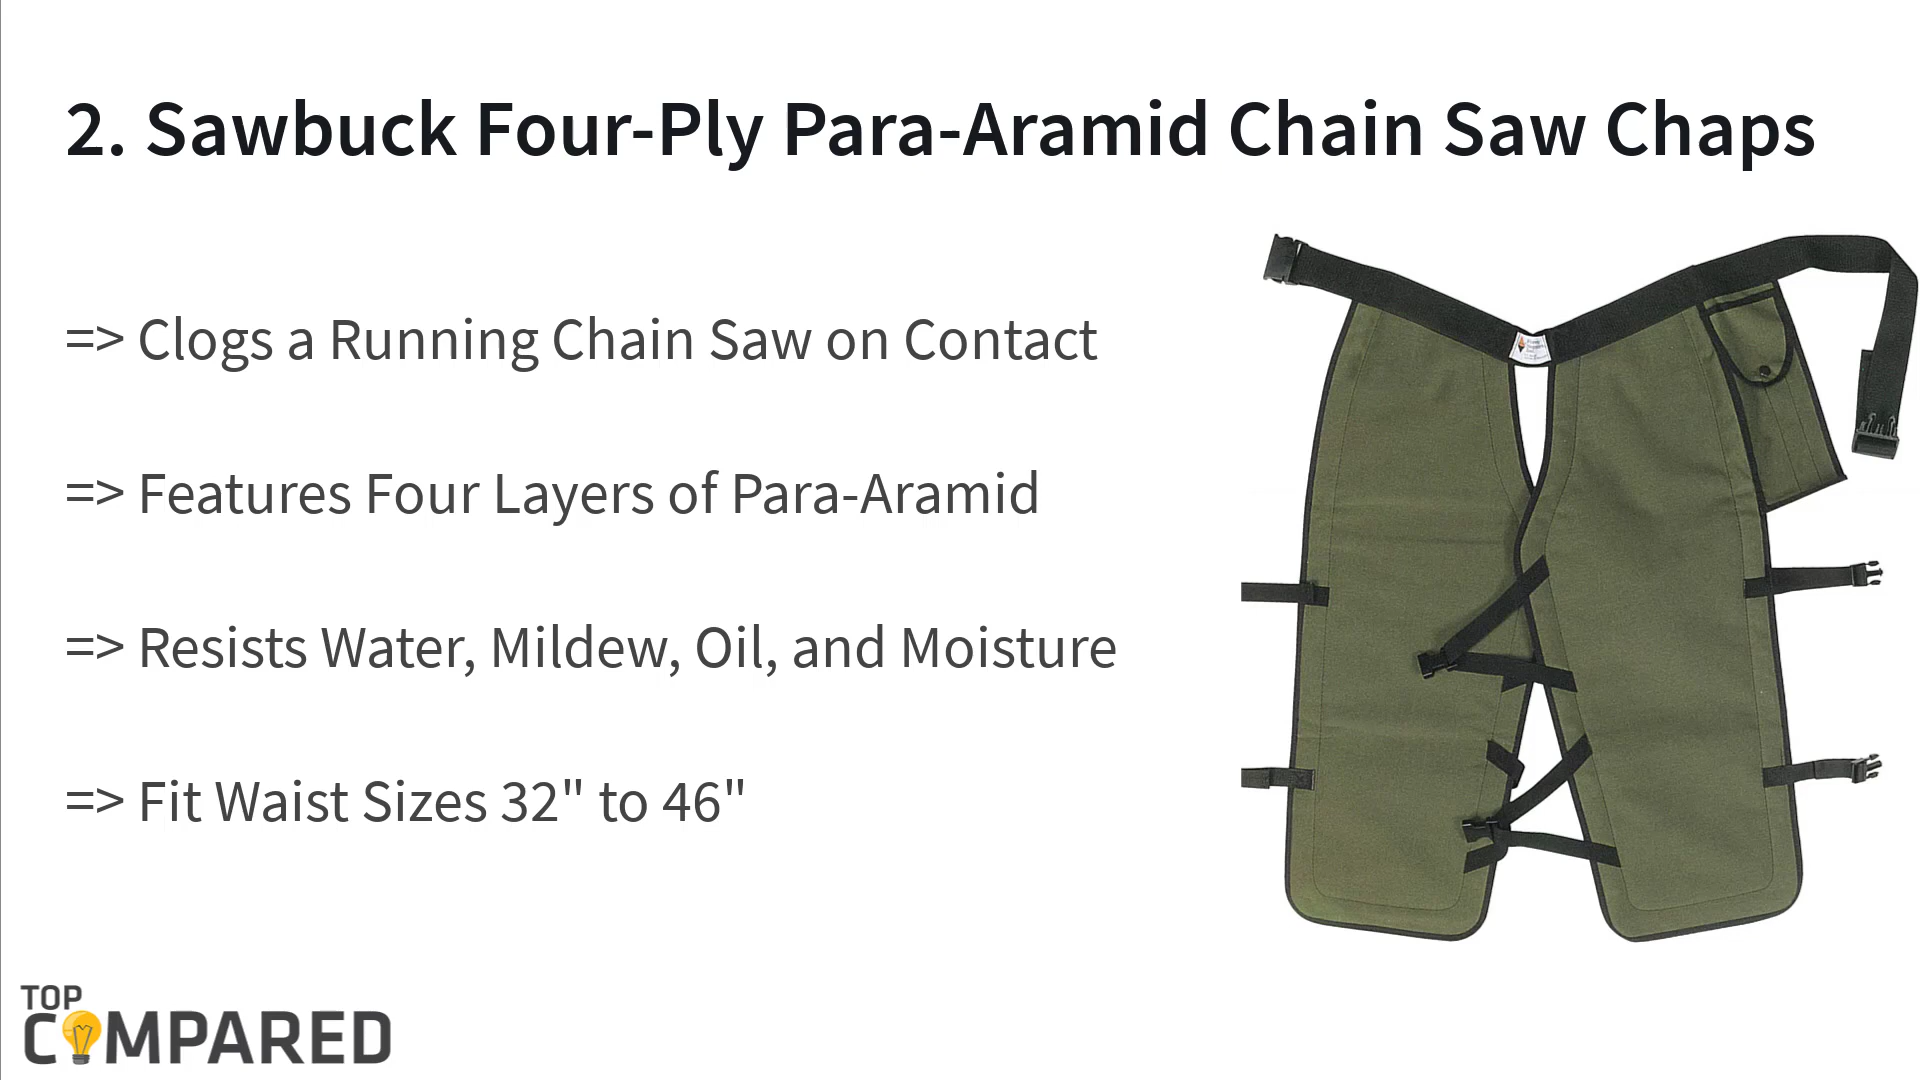 2. Sawbuck Four-Ply Para-Aramid Chain Saw Chaps
=> Clogs a Running Chain Saw on Contact
=> Features Four Layers of Para-Aramid
=> Resists Water, Mildew, Oil, and Moisture
=> Fit Waist Sizes 32" to 46"
TOP
COMPARED